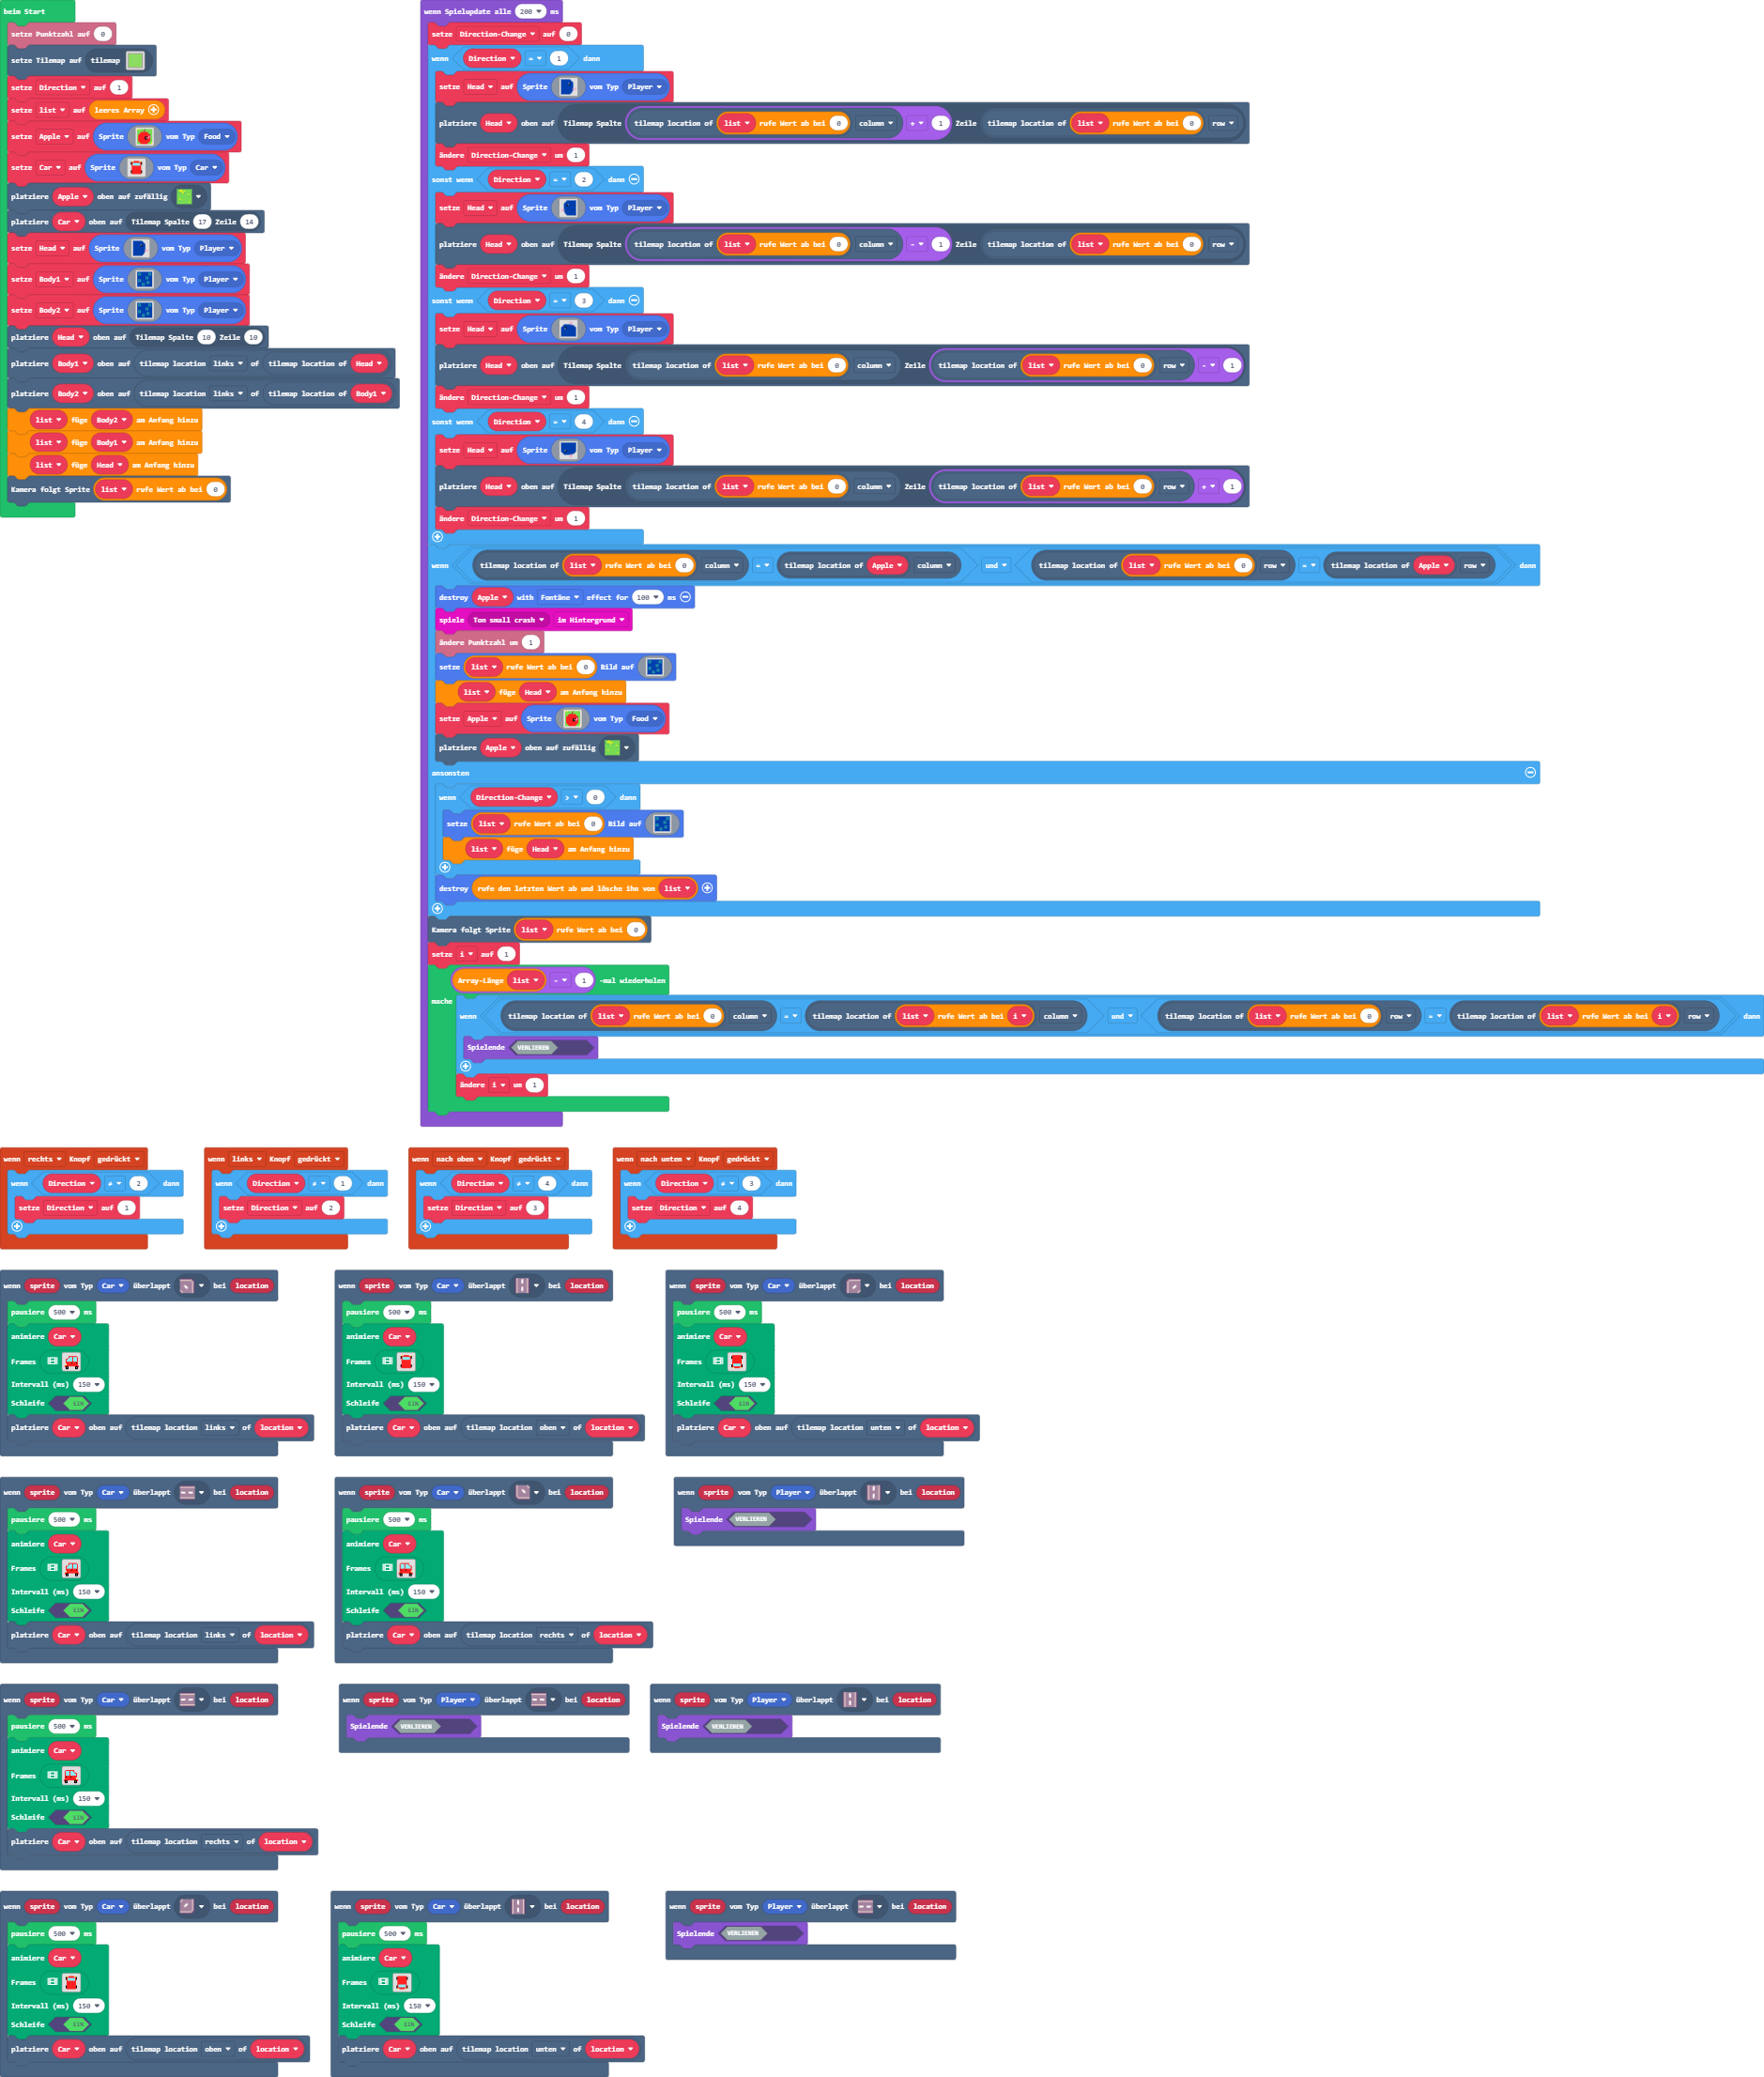 beim Start
setze Punktzahl auf 0
setze Tilemap auf tilemap
setze Direction auf 1
setze list auf leeres Array
setze Apple auf Sprite vom Typ Food
setze Car auf Sprite vom Typ Car
platziere Apple oben auf zufällig
platziere Car oben auf Tilemap Spalte 17 Zeile 14
setze Head auf Sprite vom Typ Player
setze Body1 auf Sprite vom Typ Player
setze Body2 auf Sprite vom Typ Player
platziere Head oben auf Tilemap Spalte 10 Zeile 10
platziere Body1 oben auf tilemap location links of tilemap location of Head
platziere Body2 oben auf tilemap location links of tilemap location of Body1
list füge Body2 am Anfang hinzu
list füge Body1 am Anfang hinzu
list füge Head am Anfang hinzu
Kamera folgt Sprite list rufe Wert ab bei 0
wenn Spielupdate alle 200 ms
setze Direction-Change auf 0
wenn Direction = 1 dann
setze Head auf Sprite vom Typ Player
platziere Head oben auf Tilemap Spalte tilemap location of list rufe Wert ab bei 0 column + 1 Zeile tilemap location of list rufe Wert ab bei 0 row
ändere Direction-Change um 1
sonst wenn Direction = 2 dann
setze Head auf Sprite vom Typ Player
platziere Head oben auf Tilemap Spalte tilemap location of list rufe Wert ab bei 0 column - 1 Zeile tilemap location of list rufe Wert ab bei 0 row
ändere Direction-Change um 1
sonst wenn Direction = 3 dann
setze Head auf Sprite vom Typ Player
platziere Head oben auf Tilemap Spalte tilemap location of list rufe Wert ab bei 0 column Zeile tilemap location of list rufe Wert ab bei 0 row - 1
ändere Direction-Change um 1
sonst wenn Direction = 4 dann
setze Head auf Sprite vom Typ Player
platziere Head oben auf Tilemap Spalte tilemap location of list rufe Wert ab bei 0 column Zeile tilemap location of list rufe Wert ab bei 0 row + 1
ändere Direction-Change um 1
wenn tilemap location of list rufe Wert ab bei 0 column = tilemap location of Apple column und tilemap location of list rufe Wert ab bei 0 row = tilemap location of Apple row dann
destroy Apple with Fontäne effect for 100 ms
spiele Ton small crash im Hintergrund
ändere Punktzahl um 1
setze list rufe Wert ab bei 0 Bild auf
list füge Head am Anfang hinzu
setze Apple auf Sprite vom Typ Food
platziere Apple oben auf zufällig
ansonsten
wenn Direction-Change > 0 dann
setze list rufe Wert ab bei 0 Bild auf
list füge Head am Anfang hinzu
destroy rufe den letzten Wert ab und lösche ihn von list
Kamera folgt Sprite list rufe Wert ab bei 0
setze i auf 1
Array-Länge list - 1 -mal wiederholen
mache
wenn tilemap location of list rufe Wert ab bei 0 column = tilemap location of list rufe Wert ab bei i column und tilemap location of list rufe Wert ab bei 0 row = tilemap location of list rufe Wert ab bei i row dann
Spielende VERLIEREN
ändere i um 1
wenn rechts Knopf gedrückt
wenn Direction ≠ 2 dann
setze Direction auf 1
wenn links Knopf gedrückt
wenn Direction ≠ 1 dann
setze Direction auf 2
wenn nach oben Knopf gedrückt
wenn Direction ≠ 4 dann
setze Direction auf 3
wenn nach unten Knopf gedrückt
wenn Direction ≠ 3 dann
setze Direction auf 4
wenn sprite vom Typ Car überlappt bei location
pausiere 500 ms
animiere Car
Frames
Intervall (ms) 150
Schleife EIN
platziere Car oben auf tilemap location links of location
wenn sprite vom Typ Car überlappt bei location
pausiere 500 ms
animiere Car
Frames
Intervall (ms) 150
Schleife EIN
platziere Car oben auf tilemap location oben of location
wenn sprite vom Typ Car überlappt bei location
pausiere 500 ms
animiere Car
Frames
Intervall (ms) 150
Schleife EIN
platziere Car oben auf tilemap location unten of location
wenn sprite vom Typ Car überlappt bei location
pausiere 500 ms
animiere Car
Frames
Intervall (ms) 150
Schleife EIN
platziere Car oben auf tilemap location links of location
wenn sprite vom Typ Car überlappt bei location
pausiere 500 ms
animiere Car
Frames
Intervall (ms) 150
Schleife EIN
platziere Car oben auf tilemap location rechts of location
wenn sprite vom Typ Player überlappt bei location
Spielende VERLIEREN
wenn sprite vom Typ Car überlappt bei location
pausiere 500 ms
animiere Car
Frames
Intervall (ms) 150
Schleife EIN
platziere Car oben auf tilemap location rechts of location
wenn sprite vom Typ Player überlappt bei location
Spielende VERLIEREN
wenn sprite vom Typ Player überlappt bei location
Spielende VERLIEREN
wenn sprite vom Typ Car überlappt bei location
pausiere 500 ms
animiere Car
Frames
Intervall (ms) 150
Schleife EIN
platziere Car oben auf tilemap location oben of location
wenn sprite vom Typ Car überlappt bei location
pausiere 500 ms
animiere Car
Frames
Intervall (ms) 150
Schleife EIN
platziere Car oben auf tilemap location unten of location
wenn sprite vom Typ Player überlappt bei location
Spielende VERLIEREN